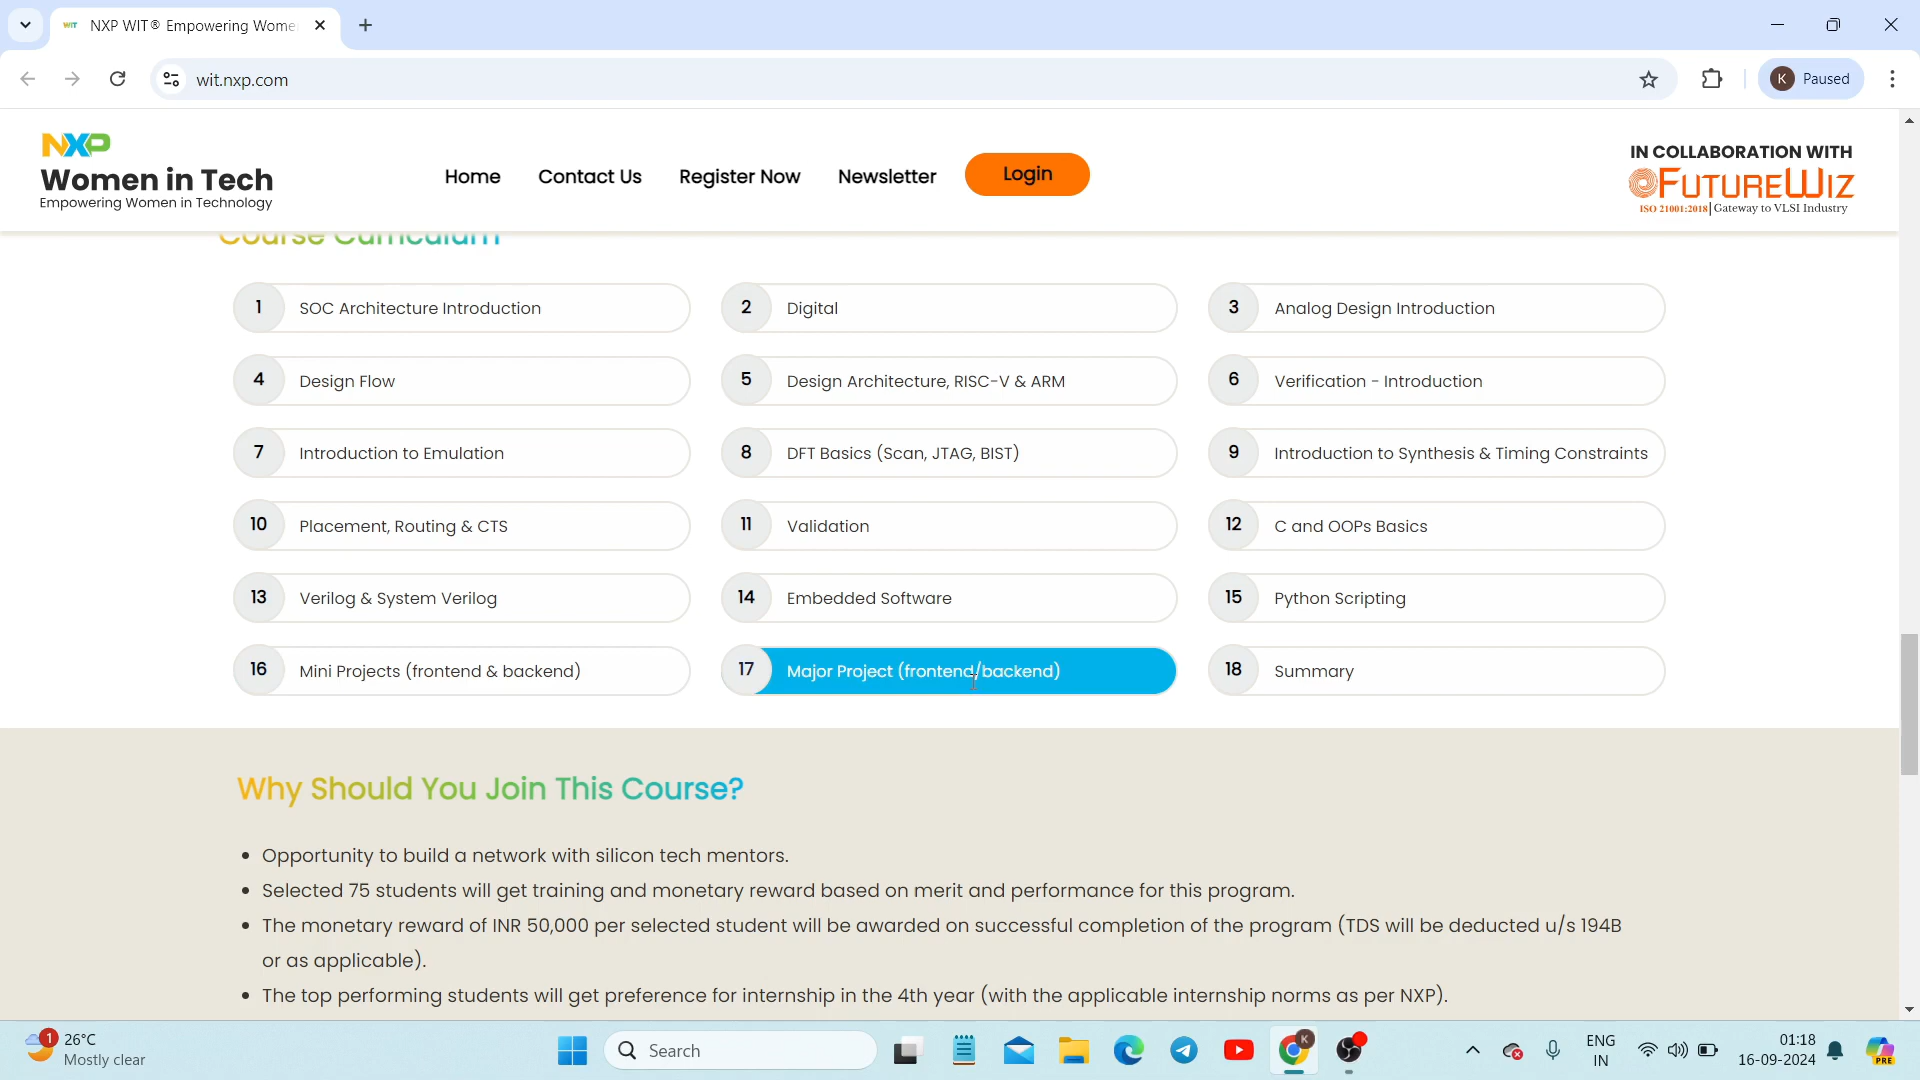 WIT NXP WIT® Empowering Wome
wit.nxp.com
K Paused
NXP
Women in Tech
Empowering Women in Technology
Home Contact Us Register Now Newsletter Login
IN COLLABORATION WITH
FUTUREWIZ
ISO 21001:2018 | Gateway to VLSI Industry
Course Curriculum
1 SOC Architecture Introduction
2 Digital
3 Analog Design Introduction
4 Design Flow
5 Design Architecture, RISC-V & ARM
6 Verification - Introduction
7 Introduction to Emulation
8 DFT Basics (Scan, JTAG, BIST)
9 Introduction to Synthesis & Timing Constraints
10 Placement, Routing & CTS
11 Validation
12 C and OOPs Basics
13 Verilog & System Verilog
14 Embedded Software
15 Python Scripting
16 Mini Projects (frontend & backend)
17 Major Project (frontend/backend)
18 Summary
Why Should You Join This Course?
• Opportunity to build a network with silicon tech mentors.
• Selected 75 students will get training and monetary reward based on merit and performance for this program.
• The monetary reward of INR 50,000 per selected student will be awarded on successful completion of the program (TDS will be deducted u/s 194B
or as applicable).
• The top performing students will get preference for internship in the 4th year (with the applicable internship norms as per NXP).
1 26°C
Mostly clear
Search
K
ENG
IN
01:18
16-09-2024
PRE